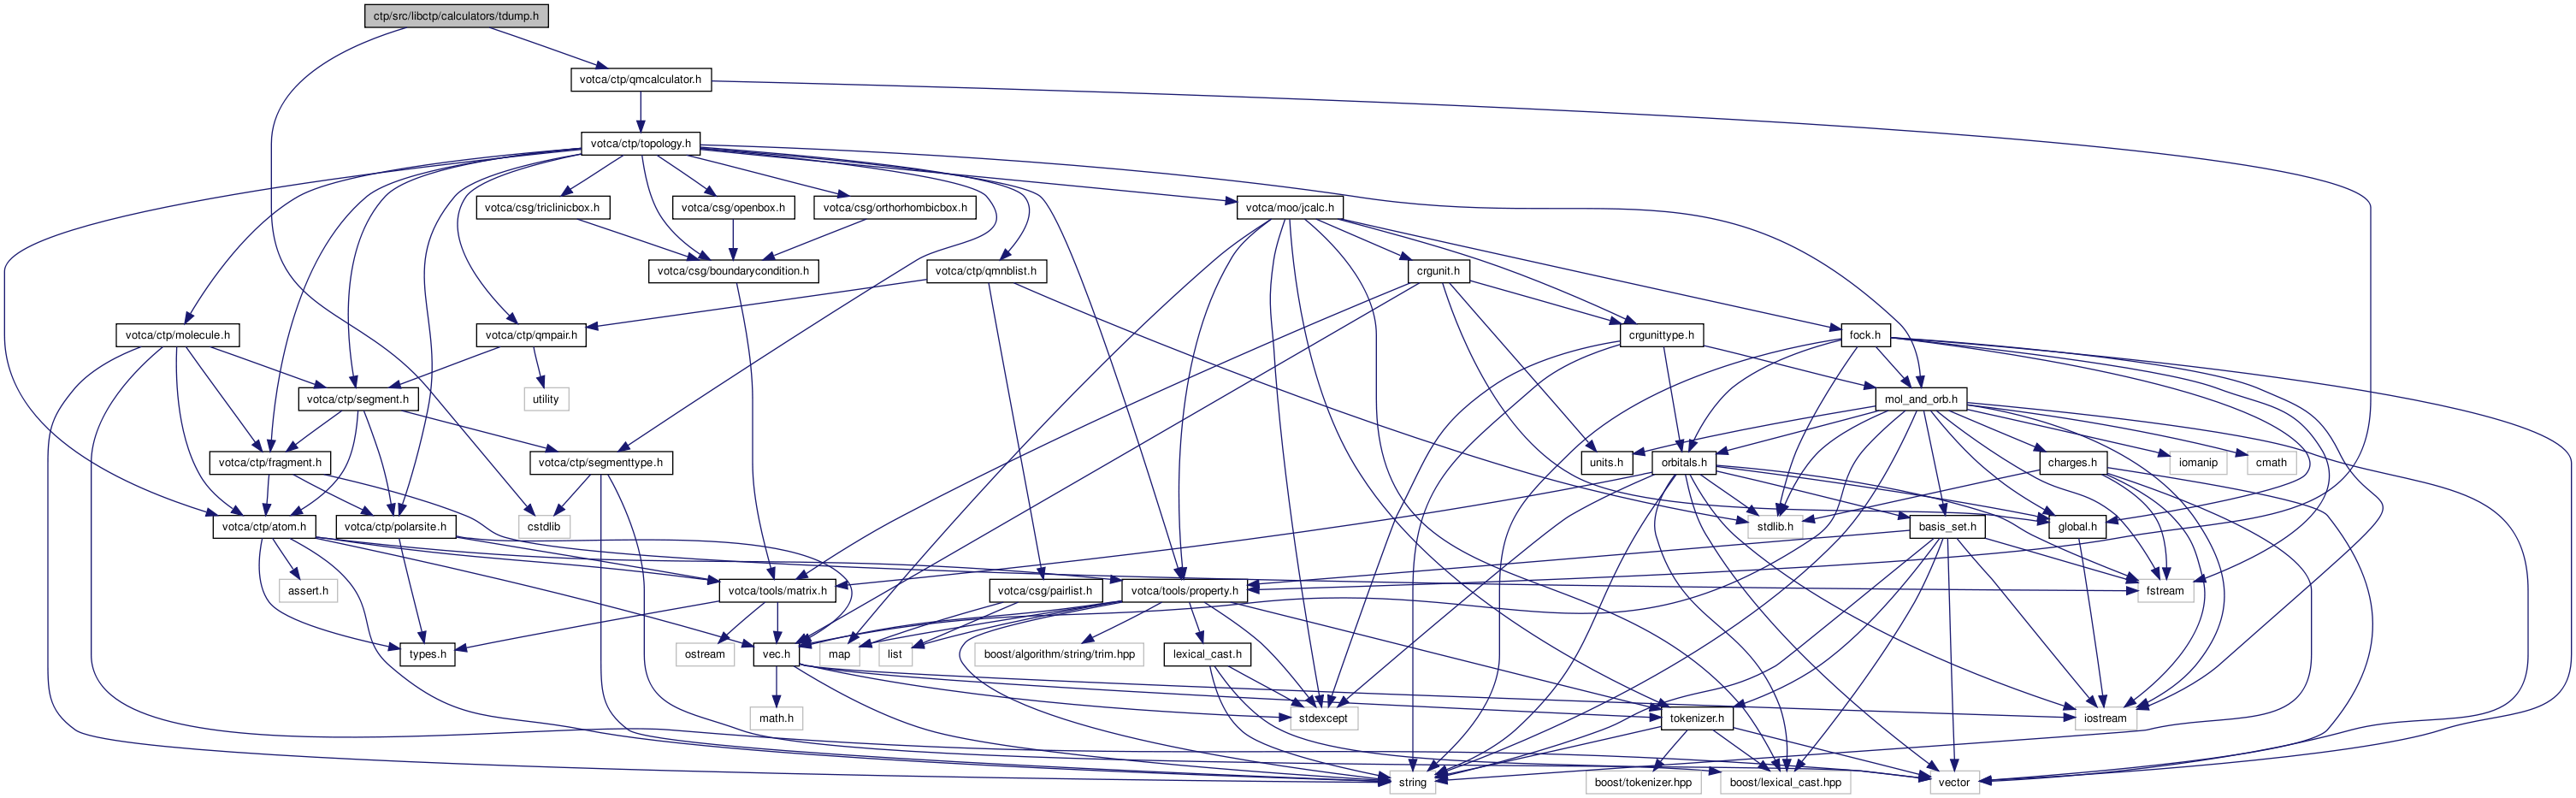 ctp/src/libctp/calculators/tdump.h
votca/ctp/qmcalculator.h
votca/ctp/topology.h
votca/csg/triclinicbox.h
votca/csg/openbox.h
votca/csg/orthorhombicbox.h
votca/moo/jcalc.h
votca/csg/boundarycondition.h
votca/ctp/qmnblist.h
crgunit.h
votca/ctp/molecule.h
votca/ctp/qmpair.h
crgunittype.h
fock.h
votca/ctp/segment.h
utility
mol_and_orb.h
votca/ctp/fragment.h
votca/ctp/segmenttype.h
units.h
orbitals.h
charges.h
iomanip
cmath
votca/ctp/atom.h
votca/ctp/polarsite.h
cstdlib
stdlib.h
basis_set.h
global.h
assert.h
votca/tools/matrix.h
votca/csg/pairlist.h
votca/tools/property.h
fstream
types.h
ostream
vec.h
map
list
boost/algorithm/string/trim.hpp
lexical_cast.h
math.h
stdexcept
tokenizer.h
iostream
string
boost/tokenizer.hpp
boost/lexical_cast.hpp
vector